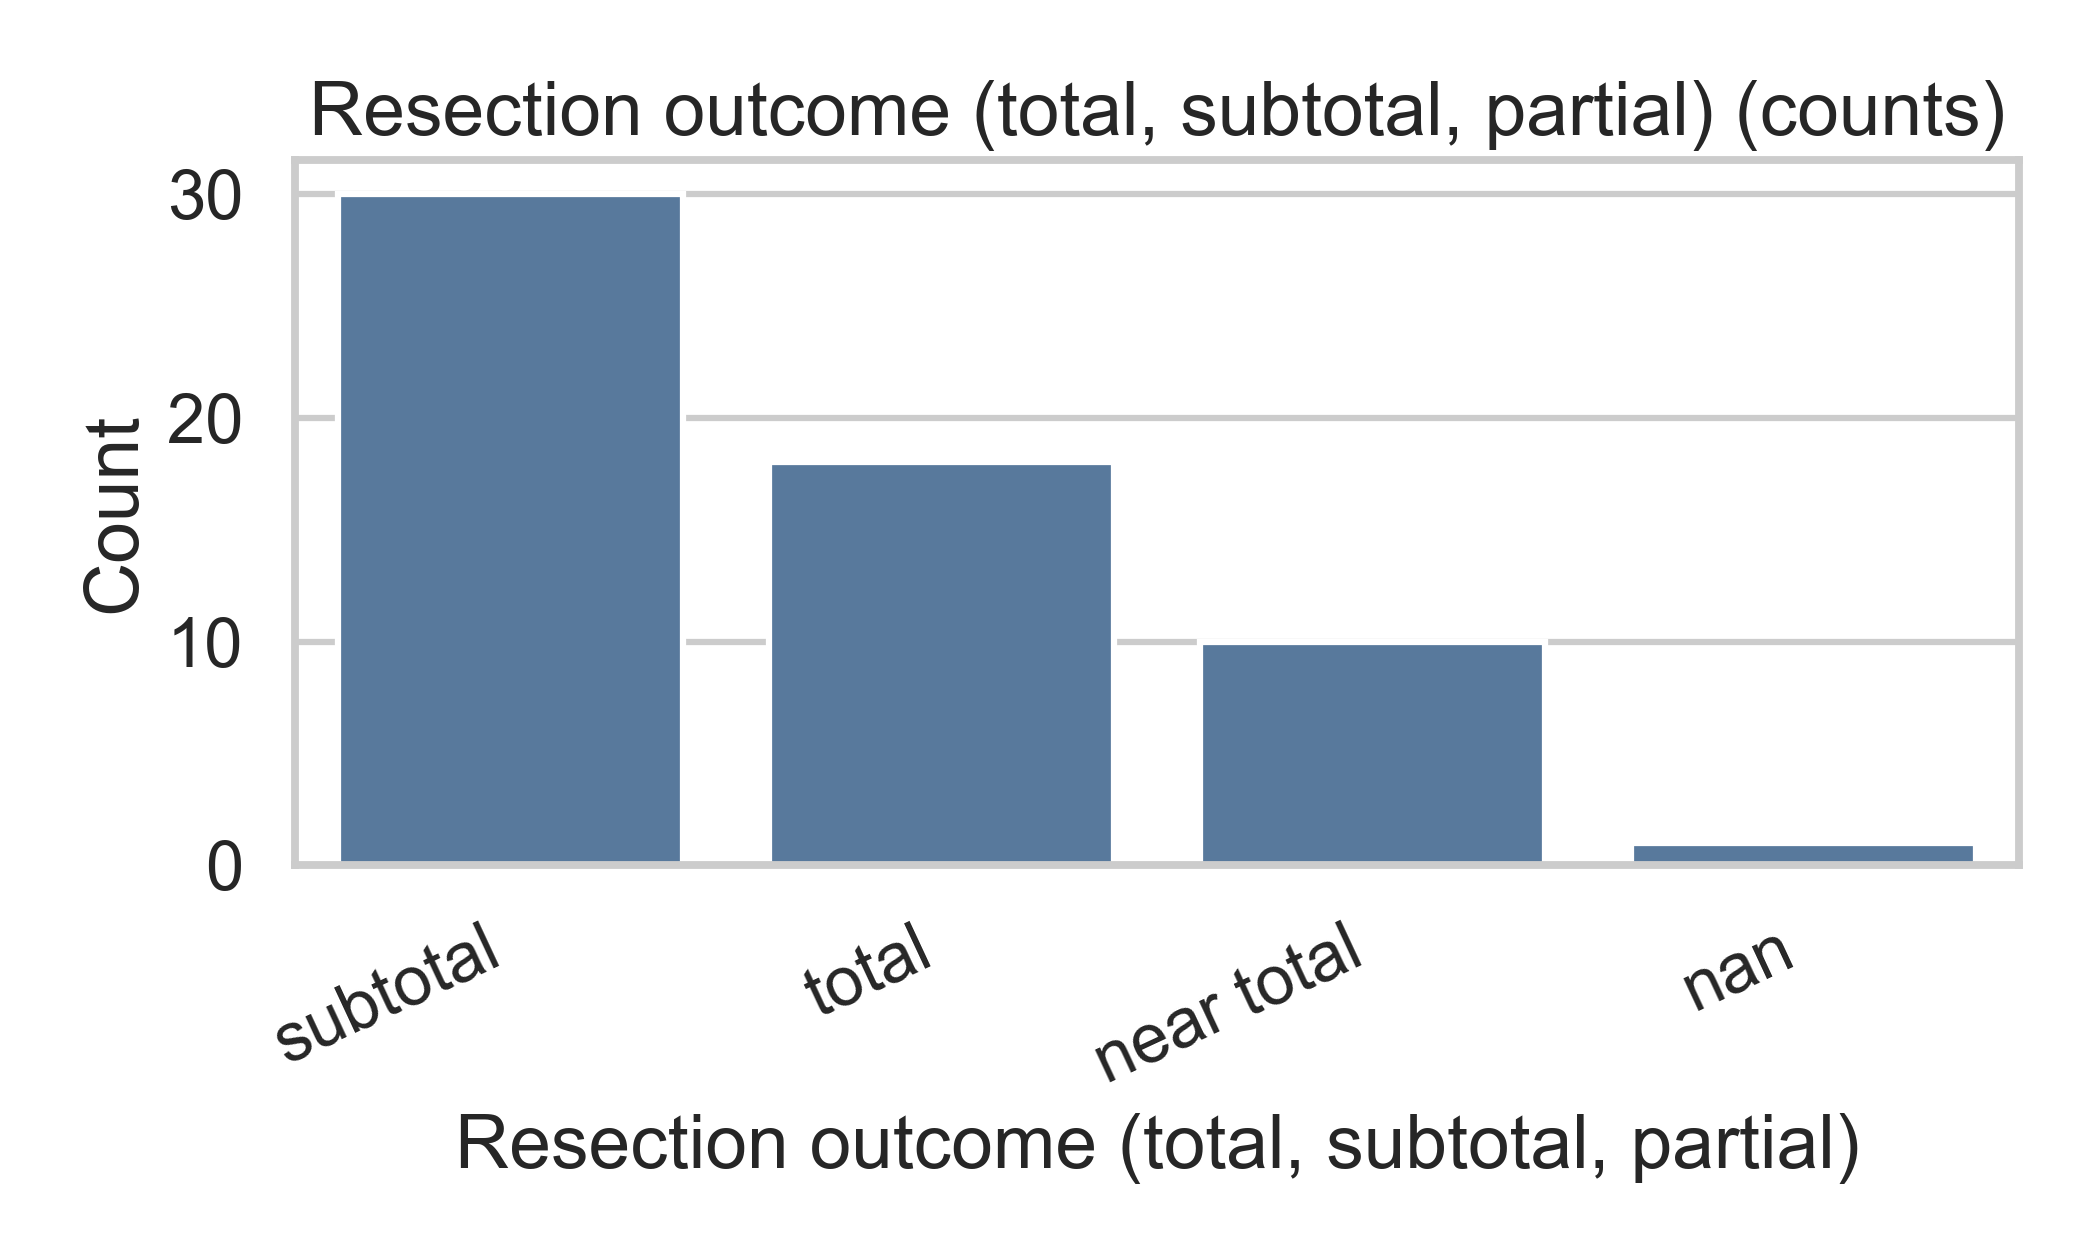 Resection outcome (total, subtotal, partial) (counts)
30
20
10
0
Count
subtotal
total
near total
nan
Resection outcome (total, subtotal, partial)